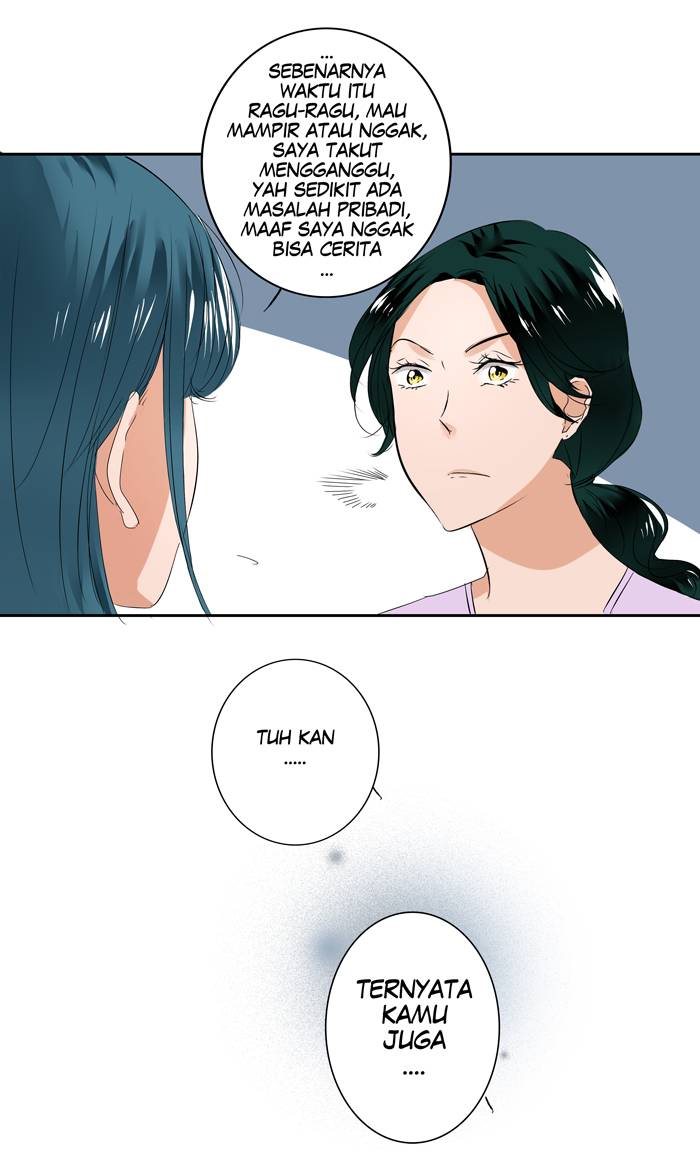 ...
SEBENARNYA
WAKTU ITU
RAGU-RAGU, MAU
MAMPIR ATAU NGGAK,
SAYA TAKUT
MENGGANGGU,
YAH SEDIKIT ADA
MASALAH PRIBADI,
MAAF SAYA NGGAK
BISA CERITA
...
TUH KAN
.....
TERNYATA
KAMU
JUGA
....